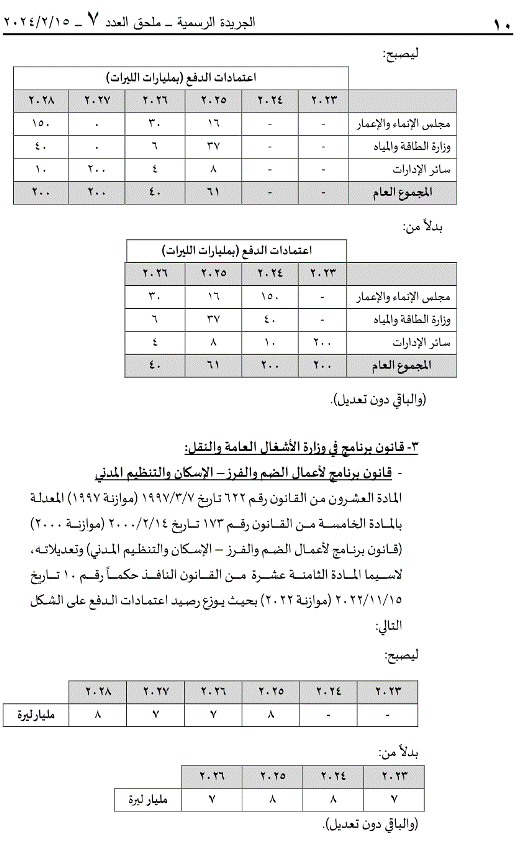 ١٠ الجريدة الرسمية – ملحق العدد ٧ – ٢٠٢٤/٢/١٥
ليصبح:
اعتمادات الدفع (بمليارات الليرات)
٢٠٢٣ ٢٠٢٤ ٢٠٢٥ ٢٠٢٦ ٢٠٢٧ ٢٠٢٨
مجلس الإنماء والإعمار - - ١٦ ٣٠ ٠ ١٥٠
وزارة الطاقة والمياه - - ٣٧ ٦ ٠ ٤٠
سائر الإدارات - - ٨ ٤ ٢٠٠ ١٠
المجموع العام - - ٦١ ٤٠ ٢٠٠ ٢٠٠
بدلاً من:
اعتمادات الدفع (بمليارات الليرات)
٢٠٢٣ ٢٠٢٤ ٢٠٢٥ ٢٠٢٦
مجلس الإنماء والإعمار - ١٥٠ ١٦ ٣٠
وزارة الطاقة والمياه - ٤٠ ٣٧ ٦
سائر الإدارات ٢٠٠ ١٠ ٨ ٤
المجموع العام ٢٠٠ ٢٠٠ ٦١ ٤٠
(والباقي دون تعديل).
٣- قانون برنامج في وزارة الأشغال العامة والنقل:
- قانون برنامج لأعمال الضم والفرز – الإسكان والتنظيم المدني
المادة العشرون من القانون رقم ٦٢٢ تاريخ ١٩٩٧/٣/٧ (موازنة ١٩٩٧) المعدلة
بالمادة الخامسة من القانون رقم ١٧٣ تاريخ ٢٠٠٠/٢/١٤ (موازنة ٢٠٠٠)
(قانون برنامج لأعمال الضم والفرز – الإسكان والتنظيم المدني) وتعديلاته،
لاسيما المادة الثامنة عشرة من القانون النافذ حكماً رقم ١٠ تاريخ
٢٠٢٢/١١/١٥ (موازنة ٢٠٢٢) بحيث يوزع رصيد اعتمادات الدفع على الشكل
التالي:
ليصبح:
٢٠٢٣ ٢٠٢٤ ٢٠٢٥ ٢٠٢٦ ٢٠٢٧ ٢٠٢٨
- - ٨ ٧ ٧ ٨ مليار ليرة
بدلاً من:
٢٠٢٣ ٢٠٢٤ ٢٠٢٥ ٢٠٢٦
٧ ٨ ٨ ٧ مليار ليرة
(والباقي دون تعديل).